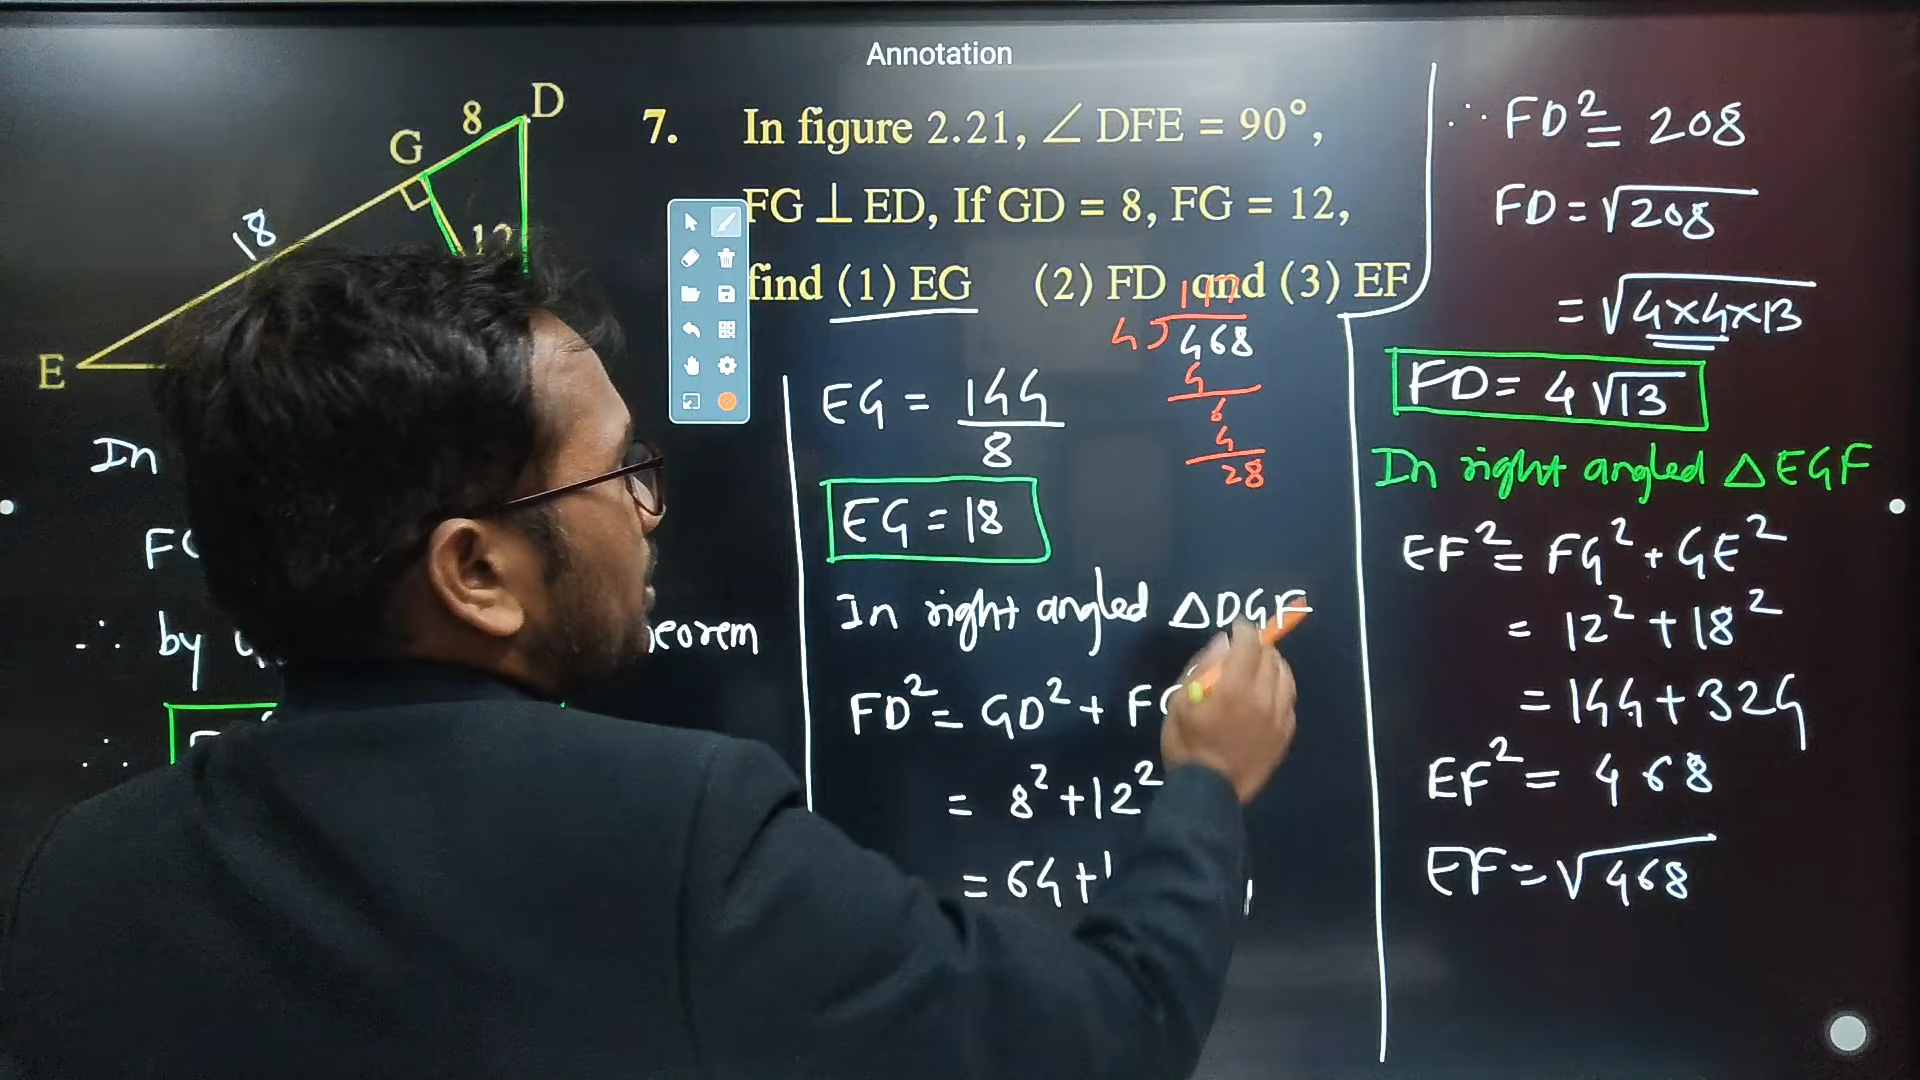 Annotation
8 D
G
18
12
E
7. In figure 2.21, ∠ DFE = 90°,
FG ⊥ ED, If GD = 8, FG = 12,
find (1) EG (2) FD and (3) EF
In
∴ by
eorem
∴
EG = 144/8
EG = 18
In right angled △DGF
FD² = GD² + FG
= 8² + 12²
= 64 +
117
4 ) 468
4
6
4
28
∴ FD² = 208
FD = √208
= √4×4×13
FD = 4√13
In right angled △EGF
EF² = FG² + GE²
= 12² + 18²
= 144 + 324
EF² = 468
EF = √468